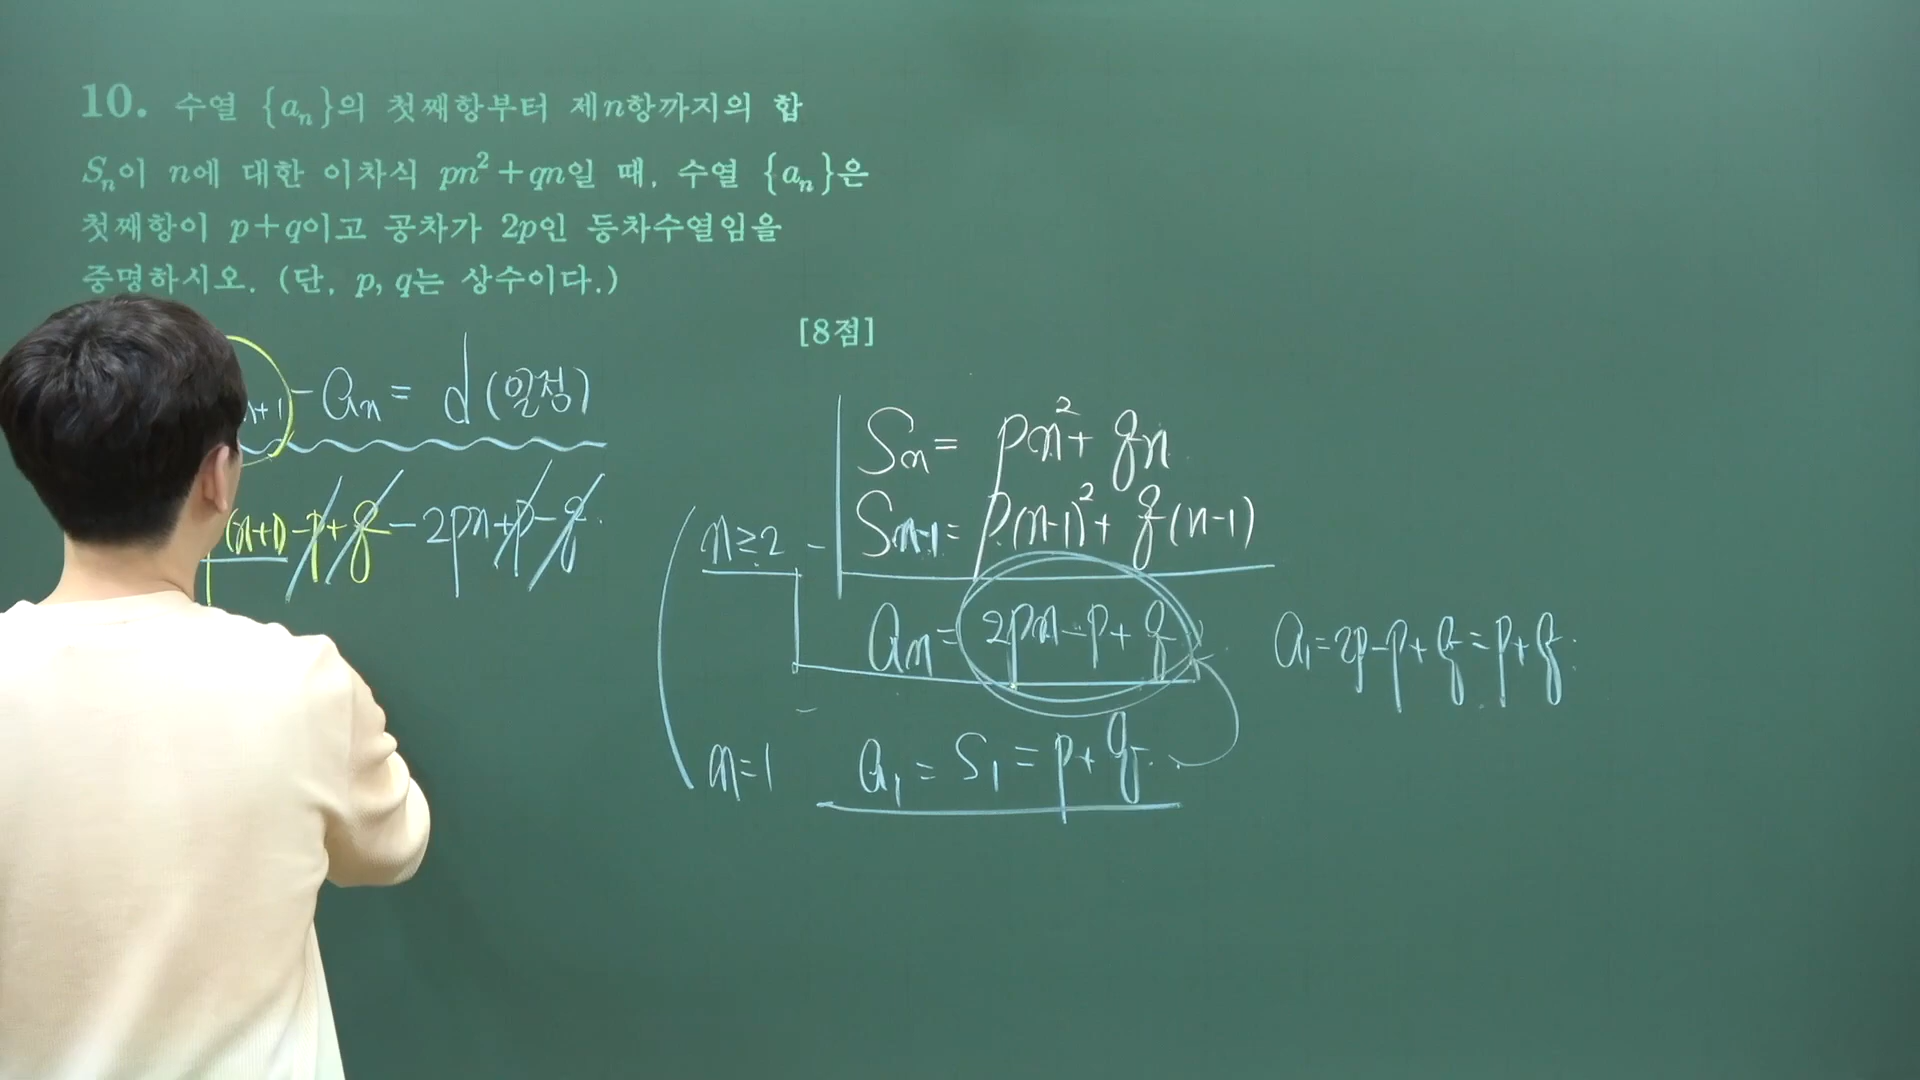 10. 수열 {aₙ}의 첫째항부터 제n항까지의 합
Sₙ이 n에 대한 이차식 pn²+qn일 때, 수열 {aₙ}은
첫째항이 p+q이고 공차가 2p인 등차수열임을
증명하시오. (단, p, q는 상수이다.)
[8점]
n+1 - aₙ = d (일정)
(n+1) - p + q - 2pn + p - q
Sₙ = pn² + qn
n≥2 - Sₙ₋₁ = p(n-1)² + q(n-1)
aₙ = 2pn - p + q
a₁ = 2p - p + q = p + q
n=1 a₁ = S₁ = p + q